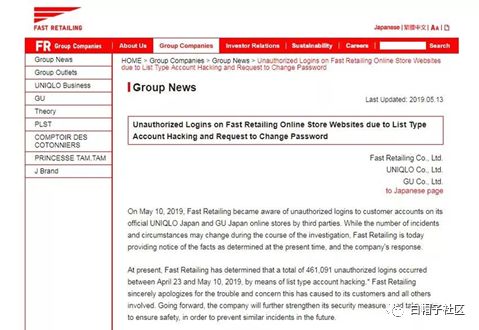 FAST RETAILING
Japanese | 繁體中文 | Aa |
FR Group Companies
About Us
Group Companies
Investor Relations
Sustainability
Careers
Search
Group News
Group Outlets
UNIQLO Business
GU
Theory
PLST
COMPTOIR DES
COTONNIERS
PRINCESSE TAM.TAM
J Brand
HOME > Group Companies > Group News > Unauthorized Logins on Fast Retailing Online Store Websites
due to List Type Account Hacking and Request to Change Password
Group News
Last Updated: 2019.05.13
Unauthorized Logins on Fast Retailing Online Store Websites due to List Type
Account Hacking and Request to Change Password
Fast Retailing Co., Ltd.
UNIQLO Co., Ltd.
GU Co., Ltd.
to Japanese page
On May 10, 2019, Fast Retailing became aware of unauthorized logins to customer accounts on its
official UNIQLO Japan and GU Japan online stores by third parties. While the number of incidents
and circumstances may change during the course of the investigation, Fast Retailing is today
providing notice of the facts as determined at the present time, and the company's response.
At present, Fast Retailing has determined that a total of 461,091 unauthorized logins occurred
between April 23 and May 10, 2019, by means of list type account hacking.* Fast Retailing
sincerely apologizes for the trouble and concern this has caused to its customers and all others
involved. Going forward, the company will further strengthen its security measures and
to ensure safety, in order to prevent similar incidents in the future.
白帽子社区